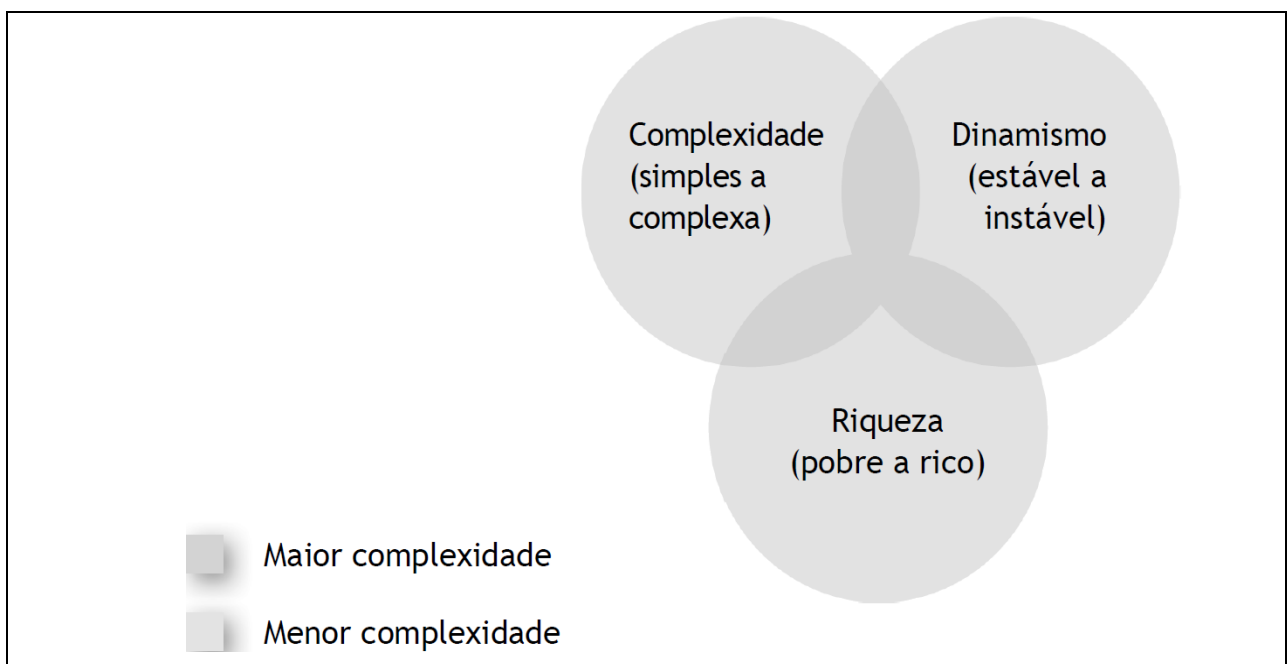 Complexidade
(simples a
complexa)
Dinamismo
(estável a
instável)
Riqueza
(pobre a rico)
Maior complexidade
Menor complexidade